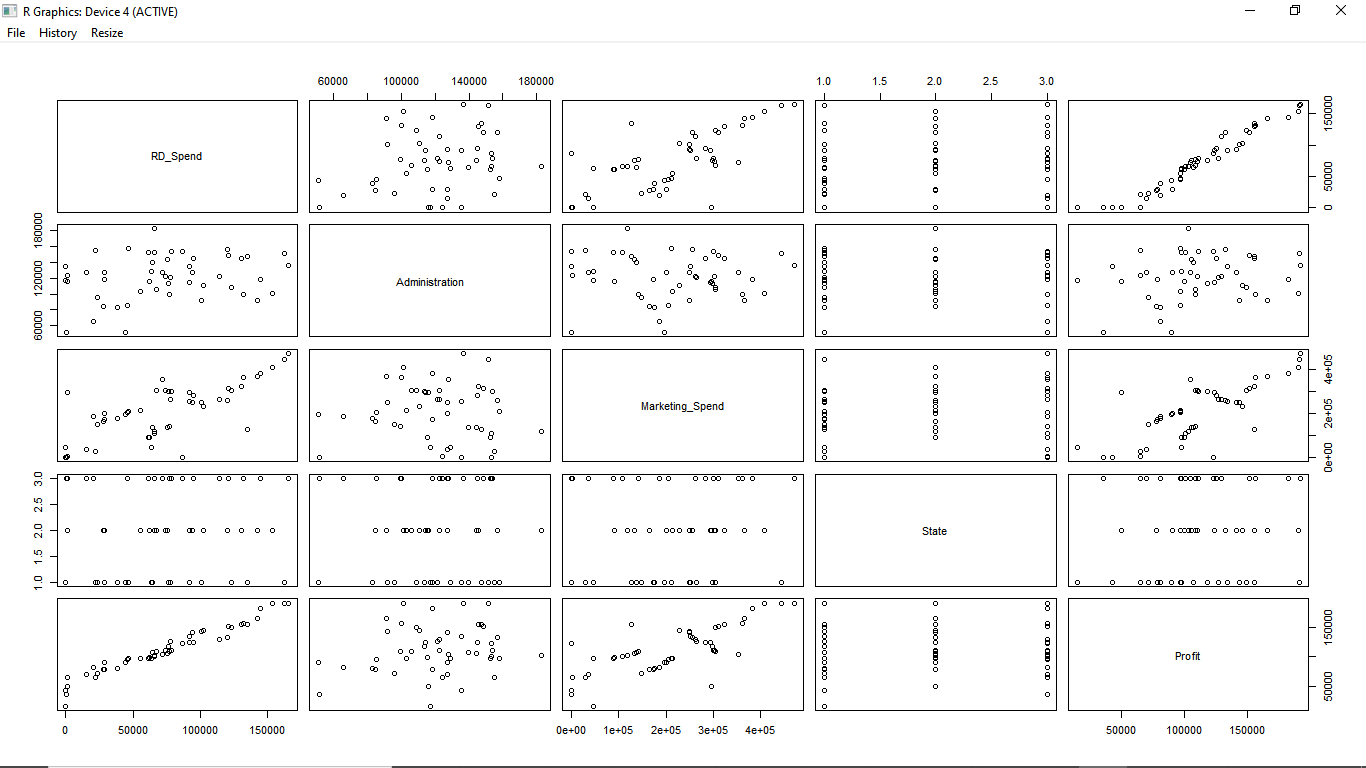 R Graphics: Device 4 (ACTIVE)
File History Resize
60000 100000 140000 180000
1.0 1.5 2.0 2.5 3.0
RD_Spend
0 50000 150000
60000 120000 180000
Administration
Marketing_Spend
0e+00 2e+05 4e+05
1.0 1.5 2.0 2.5 3.0
State
Profit
50000 150000
0 50000 100000 150000
0e+00 1e+05 2e+05 3e+05 4e+05
50000 100000 150000